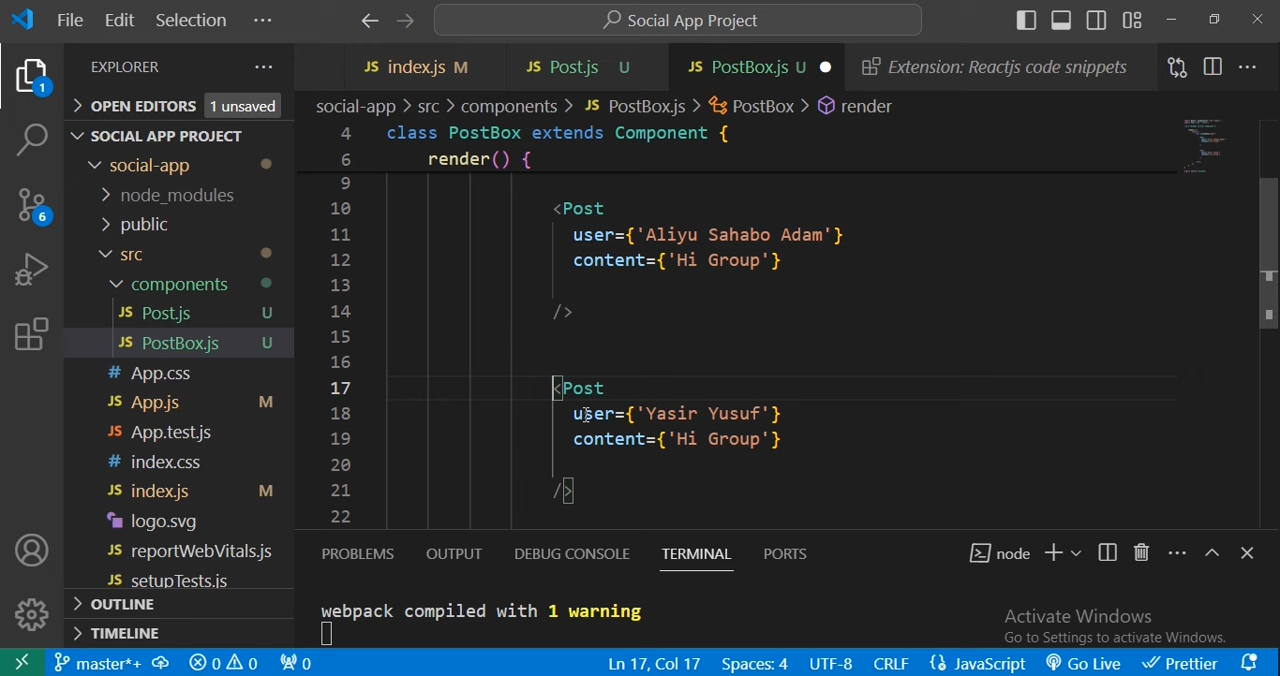 File Edit Selection ··· Social App Project
EXPLORER ···
index.js M Post.js U PostBox.js U Extension: Reactjs code snippets ···
OPEN EDITORS 1 unsaved
social-app > src > components > JS PostBox.js > PostBox > render
SOCIAL APP PROJECT
social-app
node_modules
public
src
components
JS Post.js U
JS PostBox.js U
# App.css
JS App.js M
JS App.test.js
# index.css
JS index.js M
logo.svg
JS reportWebVitals.js
JS setupTests.js
OUTLINE
TIMELINE
1
6
4 class PostBox extends Component {
6 render() {
9
10 <Post
11 user={'Aliyu Sahabo Adam'}
12 content={'Hi Group'}
13
14 />
15
16
17 <Post
18 user={'Yasir Yusuf'}
19 content={'Hi Group'}
20
21 />
22
PROBLEMS OUTPUT DEBUG CONSOLE TERMINAL PORTS node ···
webpack compiled with 1 warning
Activate Windows
Go to Settings to activate Windows.
master*+ 0 0 0 Ln 17, Col 17 Spaces: 4 UTF-8 CRLF {} JavaScript Go Live Prettier